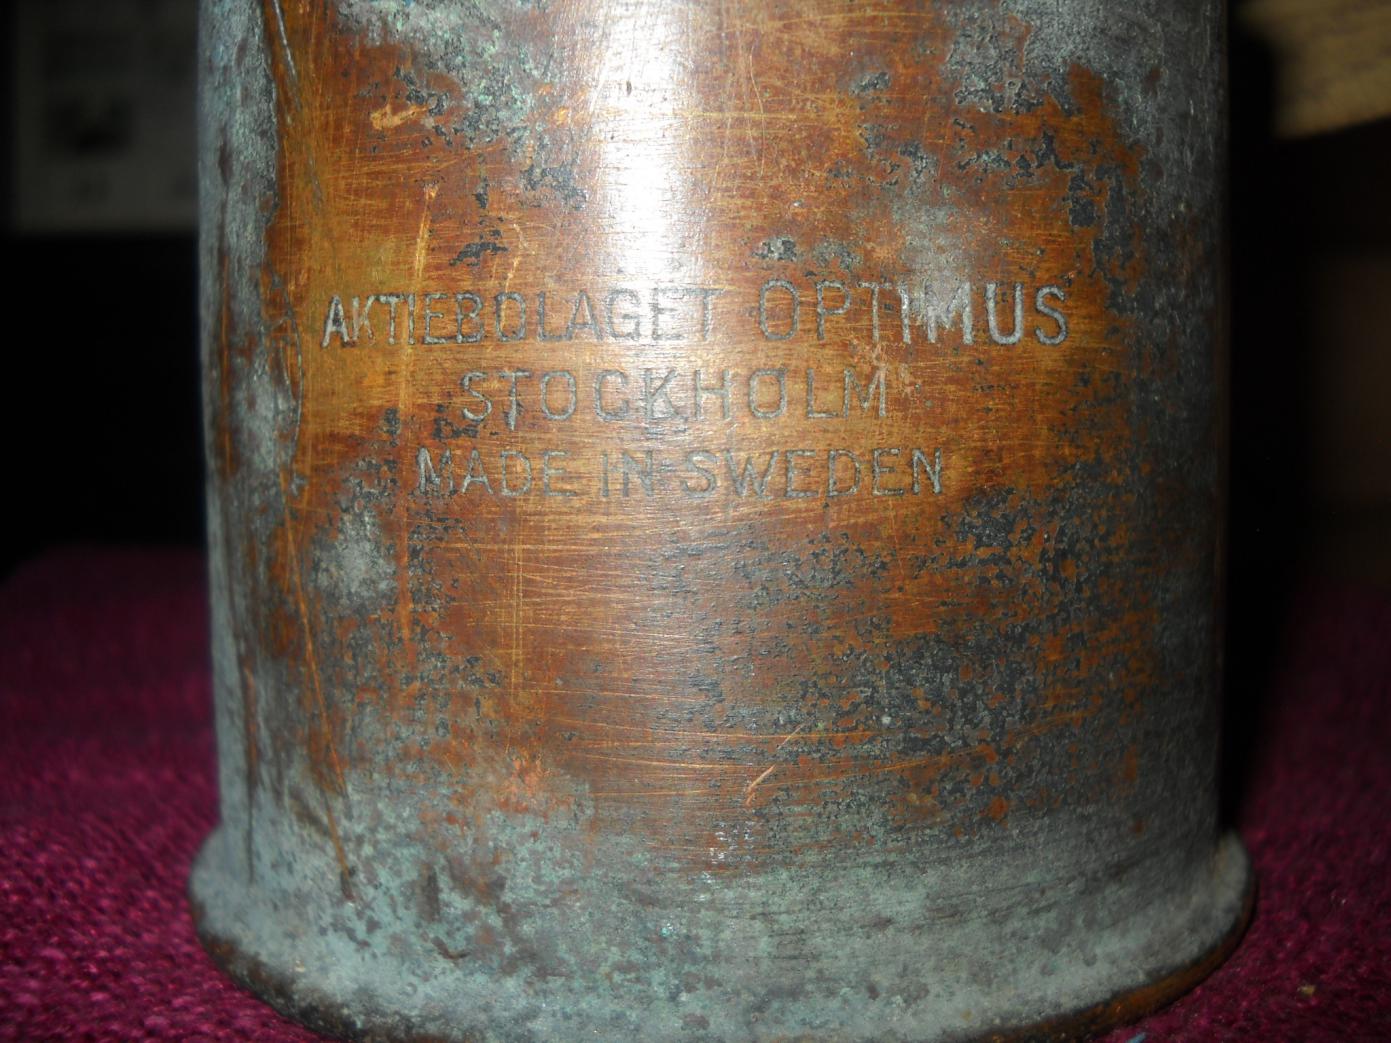 AKTIEBOLAGET OPTIMUS
STOCKHOLM
MADE IN SWEDEN